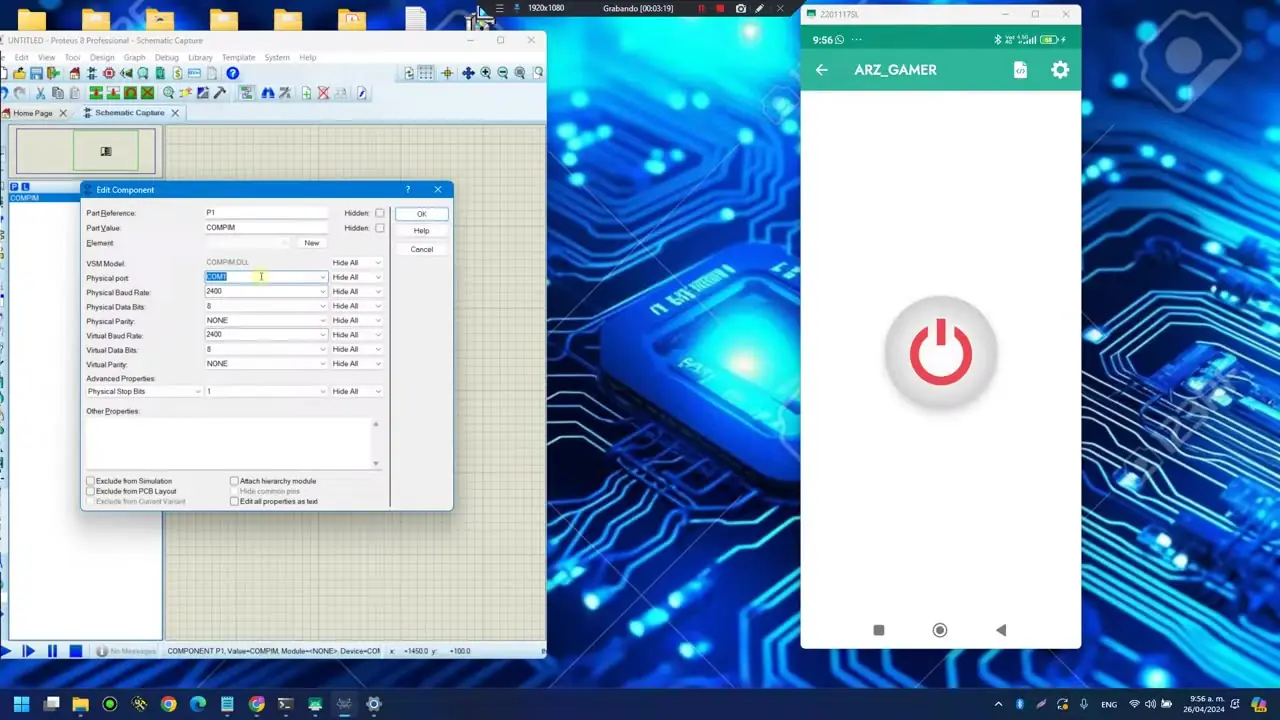 1920x1080
Grabando [00:03:19]
UNTITLED - Proteus 8 Professional - Schematic Capture
Edit View Tool Design Graph Debug Library Template System Help
Home Page
Schematic Capture
P L
COMPIM
Edit Component
Part Reference: P1 Hidden: OK
Part Value: COMPIM Hidden: Help
Element New Cancel
VSM Model: COMPIM.DLL Hide All
Physical port: Hide All
Physical Baud Rate: 2400 Hide All
Physical Data Bits: 8 Hide All
Physical Parity: NONE Hide All
Virtual Baud Rate: 2400 Hide All
Virtual Data Bits: 8 Hide All
Virtual Parity: NONE Hide All
Advanced Properties:
Physical Stop Bits 1 Hide All
Other Properties:
Exclude from Simulation Attach hierarchy module
Exclude from PCB Layout Hide common pins
Exclude from Current Variant Edit all properties as text
No Messages COMPONENT P1, Value=COMPIM, Module=<NONE>, Device=COM x: -1450.0 y: +100.0
2201117SL
9:56
68
ARZ_GAMER
ENG
9:56 a. m.
26/04/2024